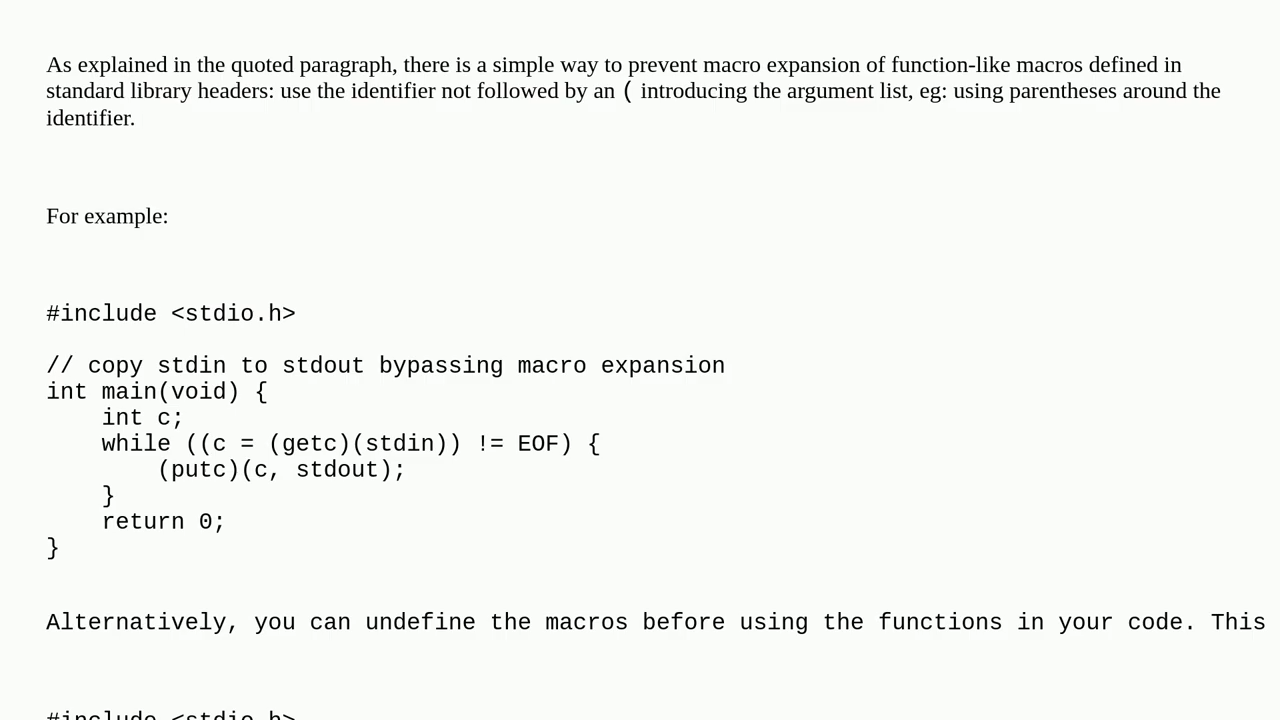 As explained in the quoted paragraph, there is a simple way to prevent macro expansion of function-like macros defined in
standard library headers: use the identifier not followed by an ( introducing the argument list, eg: using parentheses around the
identifier.
For example:
#include <stdio.h>
// copy stdin to stdout bypassing macro expansion
int main(void) {
    int c;
    while ((c = (getc)(stdin)) != EOF) {
        (putc)(c, stdout);
    }
    return 0;
}
Alternatively, you can undefine the macros before using the functions in your code. This
#include <stdio.h>